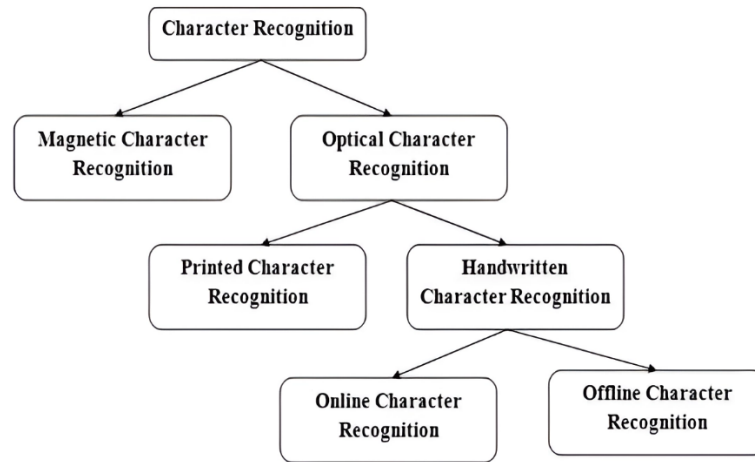 Character Recognition
Magnetic Character
Recognition
Optical Character
Recognition
Printed Character
Recognition
Handwritten
Character Recognition
Online Character
Recognition
Offline Character
Recognition